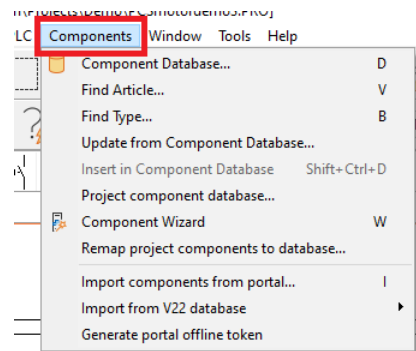 Components Window Tools Help
Component Database... D
Find Article... V
Find Type... B
Update from Component Database...
Insert in Component Database Shift+Ctrl+D
Project component database...
Component Wizard W
Remap project components to database...
Import components from portal... I
Import from V22 database
Generate portal offline token